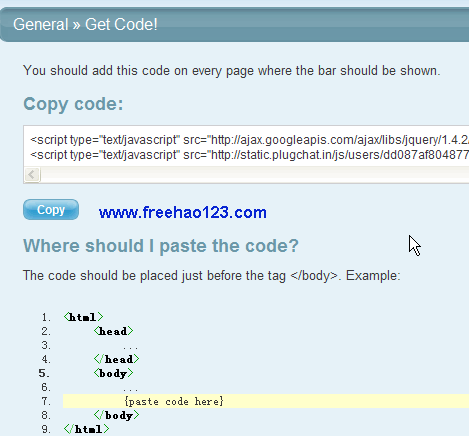 General » Get Code!
You should add this code on every page where the bar should be shown.
Copy code:
<script type="text/javascript" src="http://ajax.googleapis.com/ajax/libs/jquery/1.4.2/
<script type="text/javascript" src="http://static.plugchat.in/js/users/dd087af804877
Copy www.freehao123.com
Where should I paste the code?
The code should be placed just before the tag </body>. Example:
1. <html>
2. <head>
3. ...
4. </head>
5. <body>
6. ...
7. {paste code here}
8. </body>
9. </html>